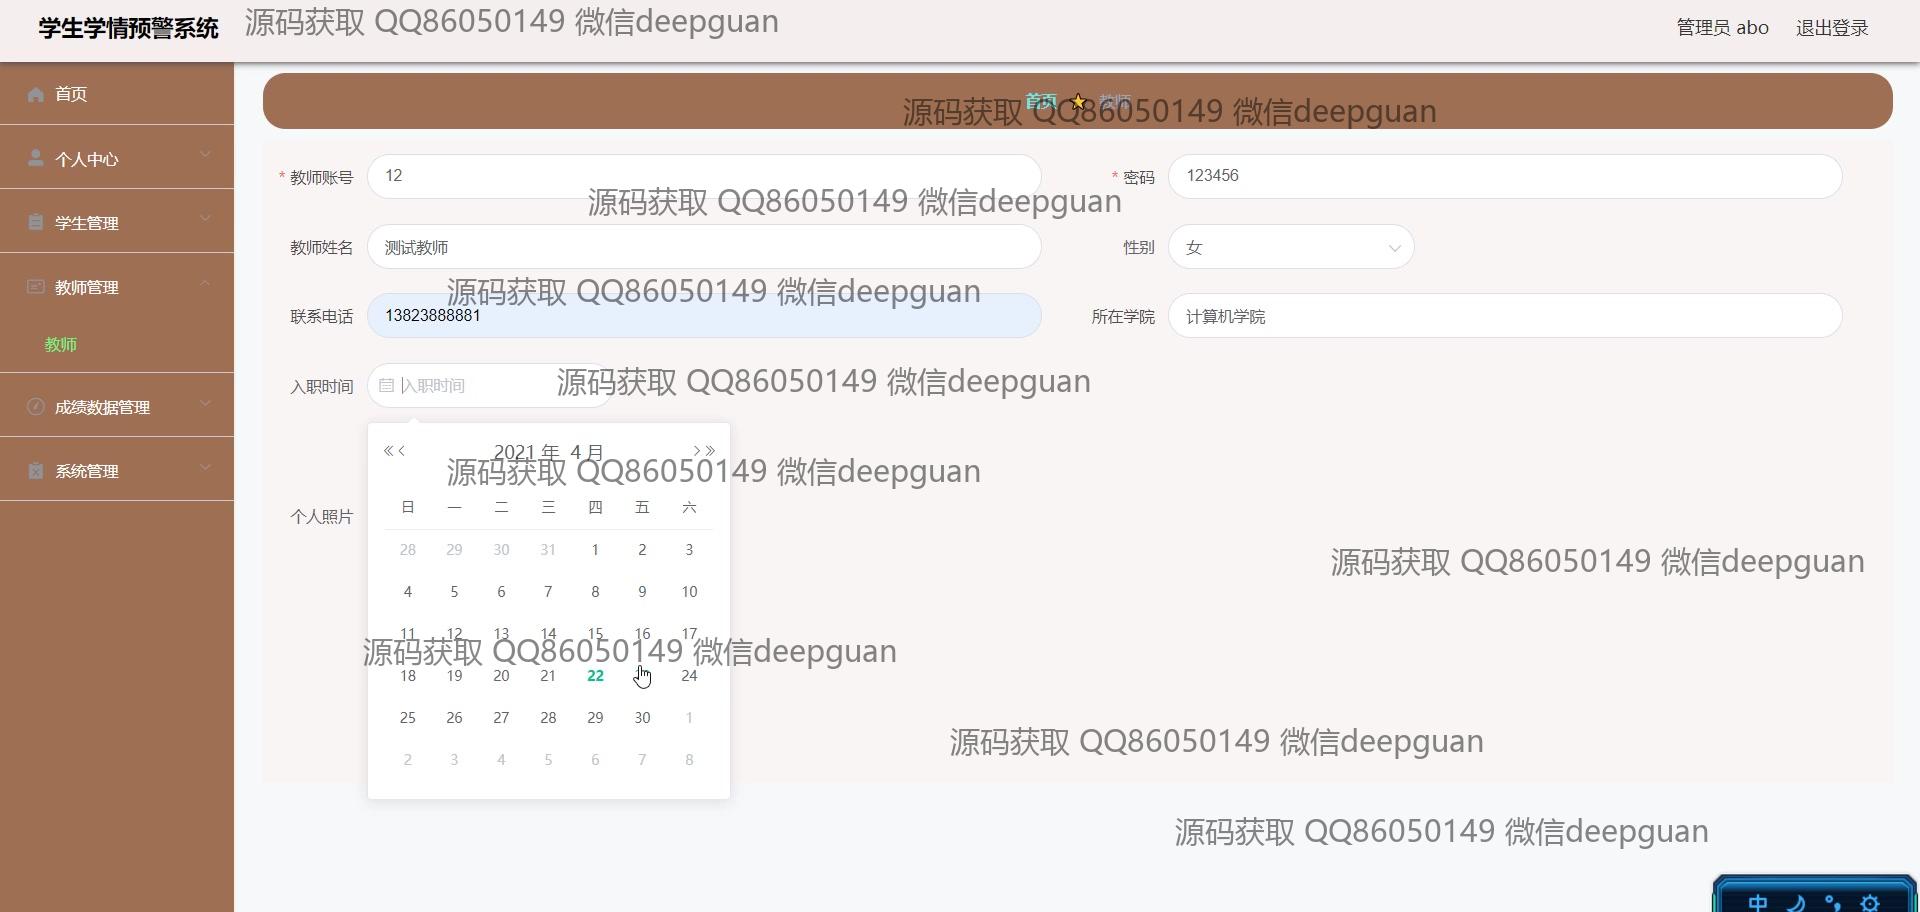 学生学情预警系统
源码获取 QQ86050149 微信deepguan
管理员 abo
退出登录
首页
个人中心
学生管理
教师管理
教师
成绩数据管理
系统管理
首页 教师
源码获取 QQ86050149 微信deepguan
* 教师账号 12
* 密码 123456
源码获取 QQ86050149 微信deepguan
教师姓名 测试教师
性别 女
源码获取 QQ86050149 微信deepguan
联系电话 13823888881
所在学院 计算机学院
入职时间 入职时间
源码获取 QQ86050149 微信deepguan
2021 年 4 月
源码获取 QQ86050149 微信deepguan
日 一 二 三 四 五 六
个人照片
28 29 30 31 1 2 3
源码获取 QQ86050149 微信deepguan
4 5 6 7 8 9 10
11 12 13 14 15 16 17
源码获取 QQ86050149 微信deepguan
18 19 20 21 22 24
25 26 27 28 29 30 1
源码获取 QQ86050149 微信deepguan
2 3 4 5 6 7 8
源码获取 QQ86050149 微信deepguan
中